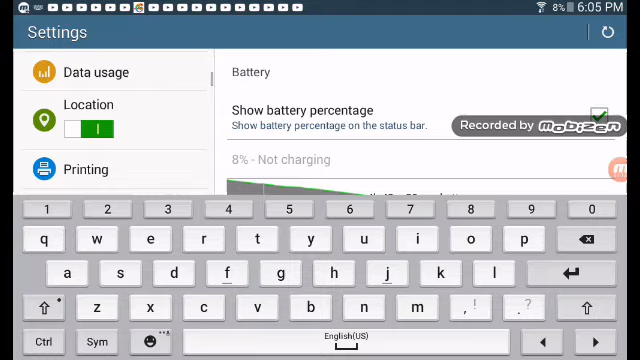 8% 6:05 PM
Settings
Data usage
Location
Printing
Battery
Show battery percentage
Show battery percentage on the status bar.
Recorded by mobizen
8% - Not charging
1 2 3 4 5 6 7 8 9 0
q w e r t y u i o p
a s d f g h j k l
z x c v b n m , ! . ?
Ctrl Sym English(US)